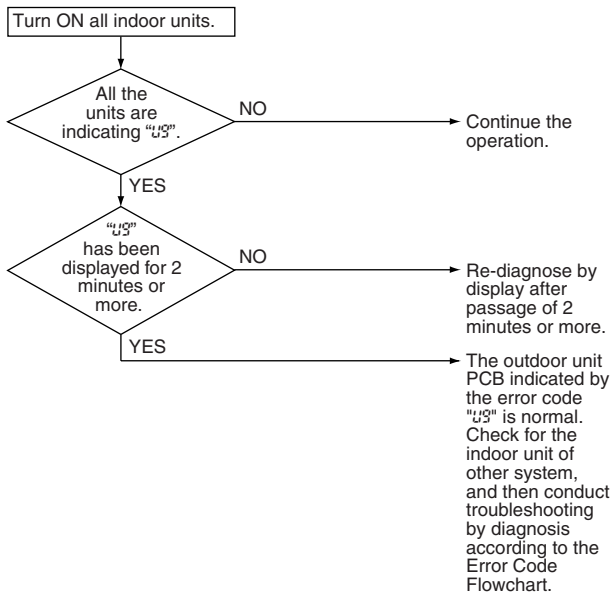 Turn ON all indoor units.
All the
units are
indicating “U9”.
NO
Continue the
operation.
YES
“U9”
has been
displayed for 2
minutes or
more.
NO
Re-diagnose by
display after
passage of 2
minutes or more.
YES
The outdoor unit
PCB indicated by
the error code
"U9" is normal.
Check for the
indoor unit of
other system,
and then conduct
troubleshooting
by diagnosis
according to the
Error Code
Flowchart.